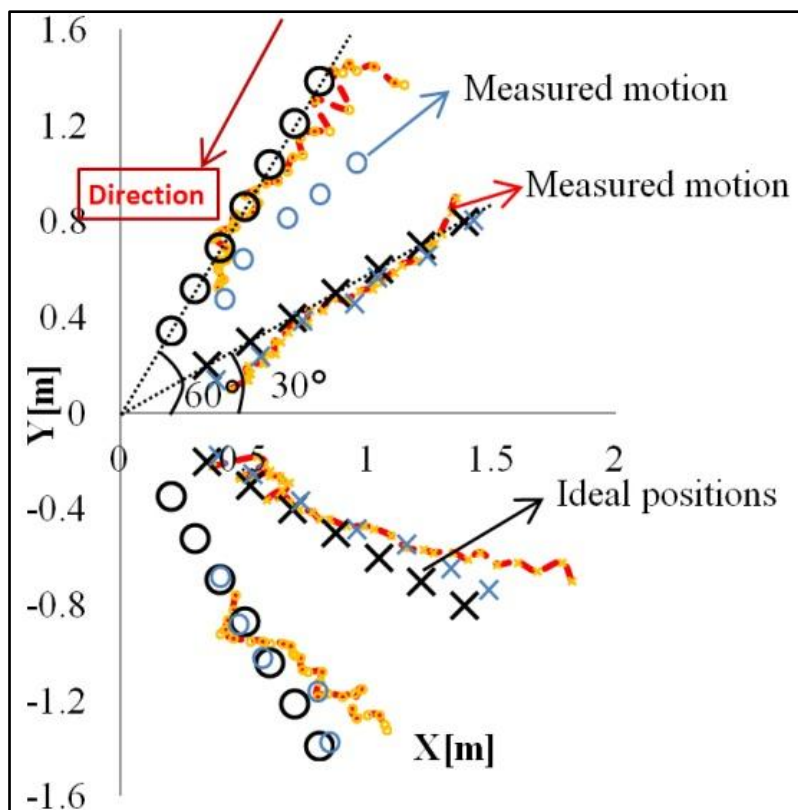 1.6
Measured motion
1.2
Direction
Measured motion
0.8
0.4
60°
30°
Y[m]
0
0 0.5 1 1.5 2
Ideal positions
-0.4
-0.8
-1.2
X[m]
-1.6